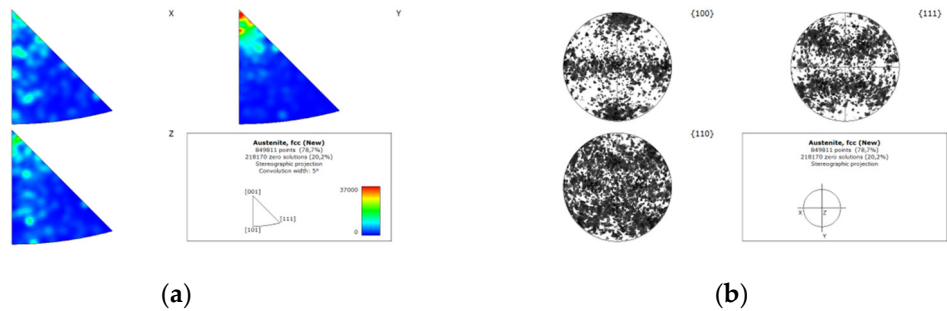 X
Y
Z
Austenite, fcc (New)
849811 points (78,7%)
218170 zero solutions (20,2%)
Stereographic projection
Convolution width: 5°
[001]
[111]
[101]
37000
0
(a)
{100}
{111}
{110}
Austenite, fcc (New)
849811 points (78,7%)
218170 zero solutions (20,2%)
Stereographic projection
X
Z
Y
(b)